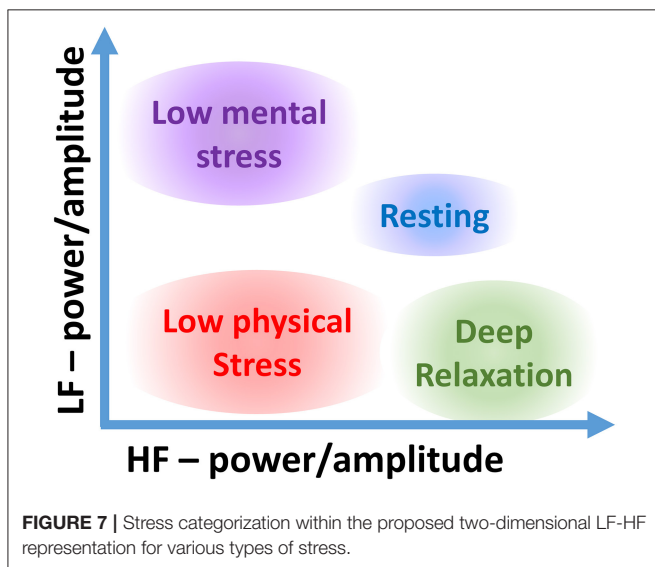 LF – power/amplitude
Low mental
stress
Resting
Low physical
Stress
Deep
Relaxation
HF – power/amplitude
FIGURE 7 | Stress categorization within the proposed two-dimensional LF-HF
representation for various types of stress.